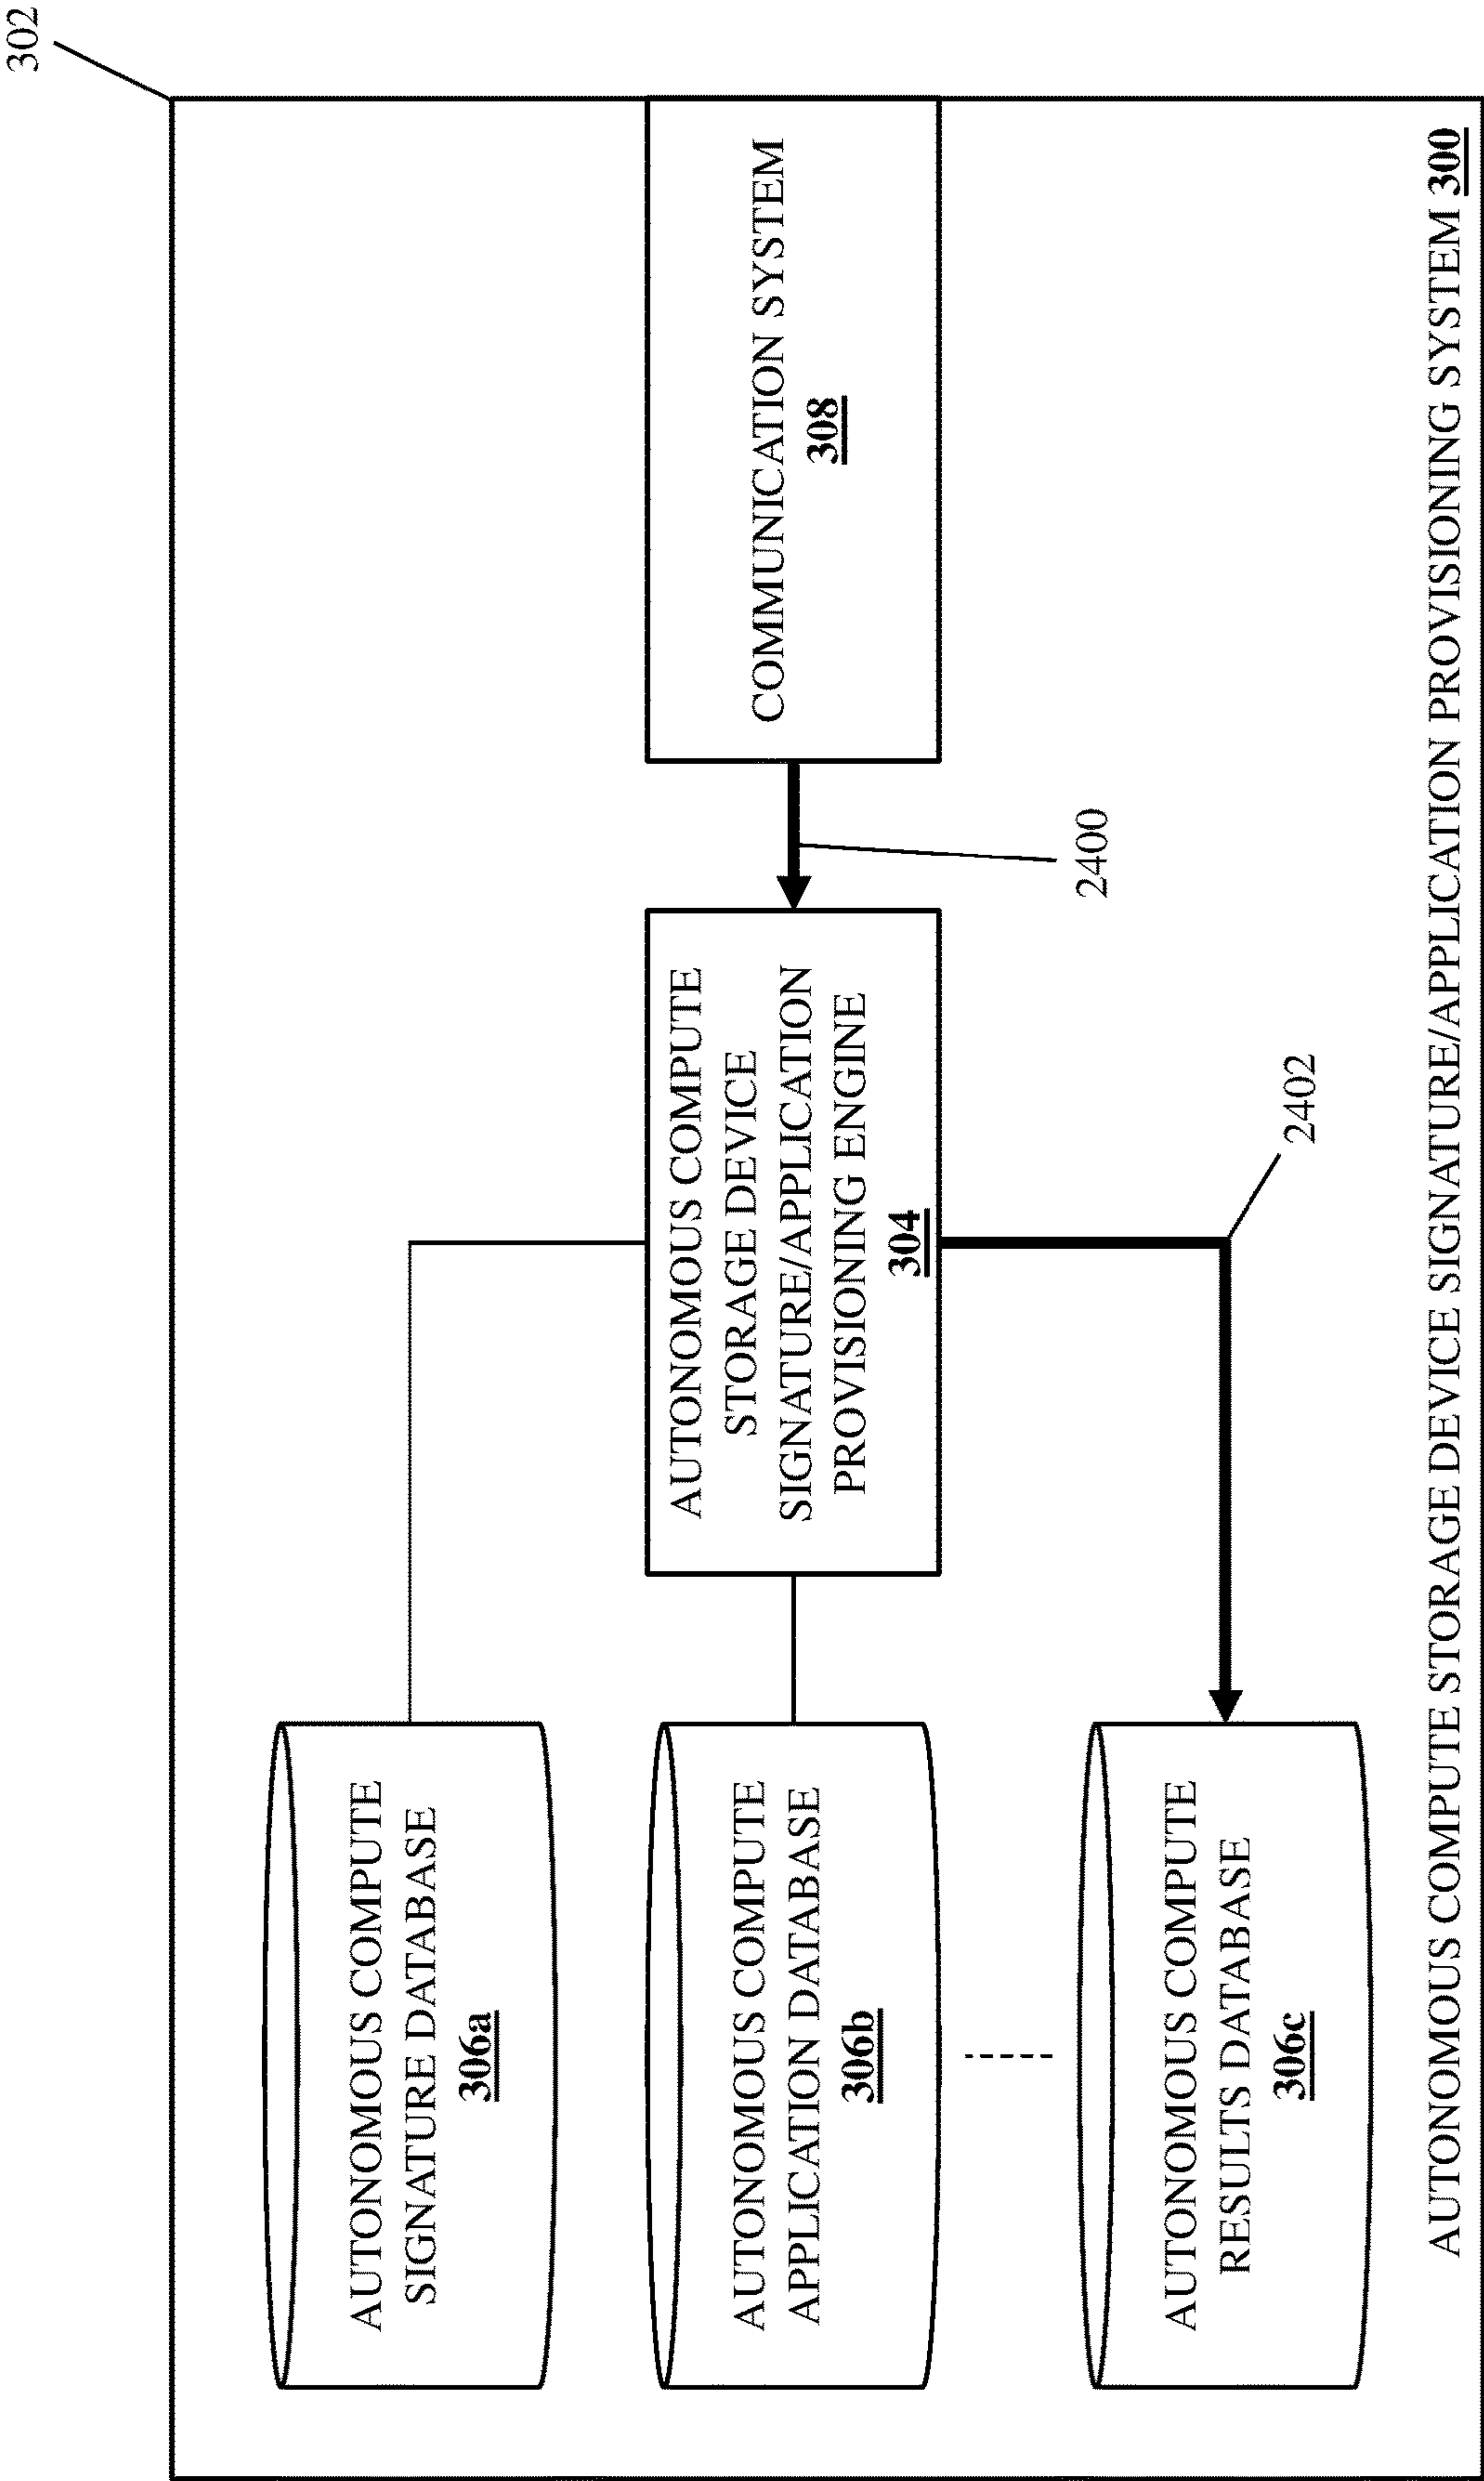 302
AUTONOMOUS COMPUTE
SIGNATURE DATABASE
306a
AUTONOMOUS COMPUTE
APPLICATION DATABASE
306b
AUTONOMOUS COMPUTE
RESULTS DATABASE
306c
AUTONOMOUS COMPUTE
STORAGE DEVICE
SIGNATURE/APPLICATION
PROVISIONING ENGINE
304
COMMUNICATION SYSTEM
308
2400
2402
AUTONOMOUS COMPUTE STORAGE DEVICE SIGNATURE/APPLICATION PROVISIONING SYSTEM 300